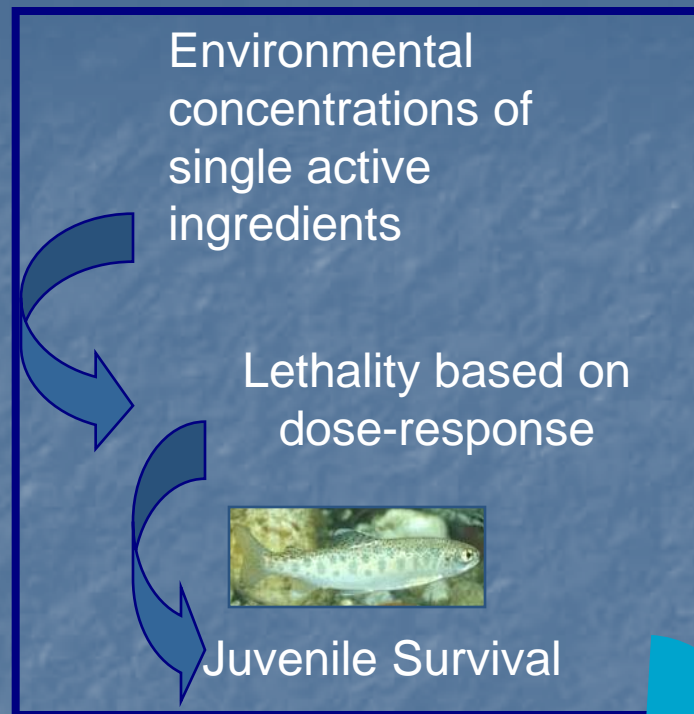 Environmental
concentrations of
single active
ingredients
Lethality based on
dose-response
Juvenile Survival